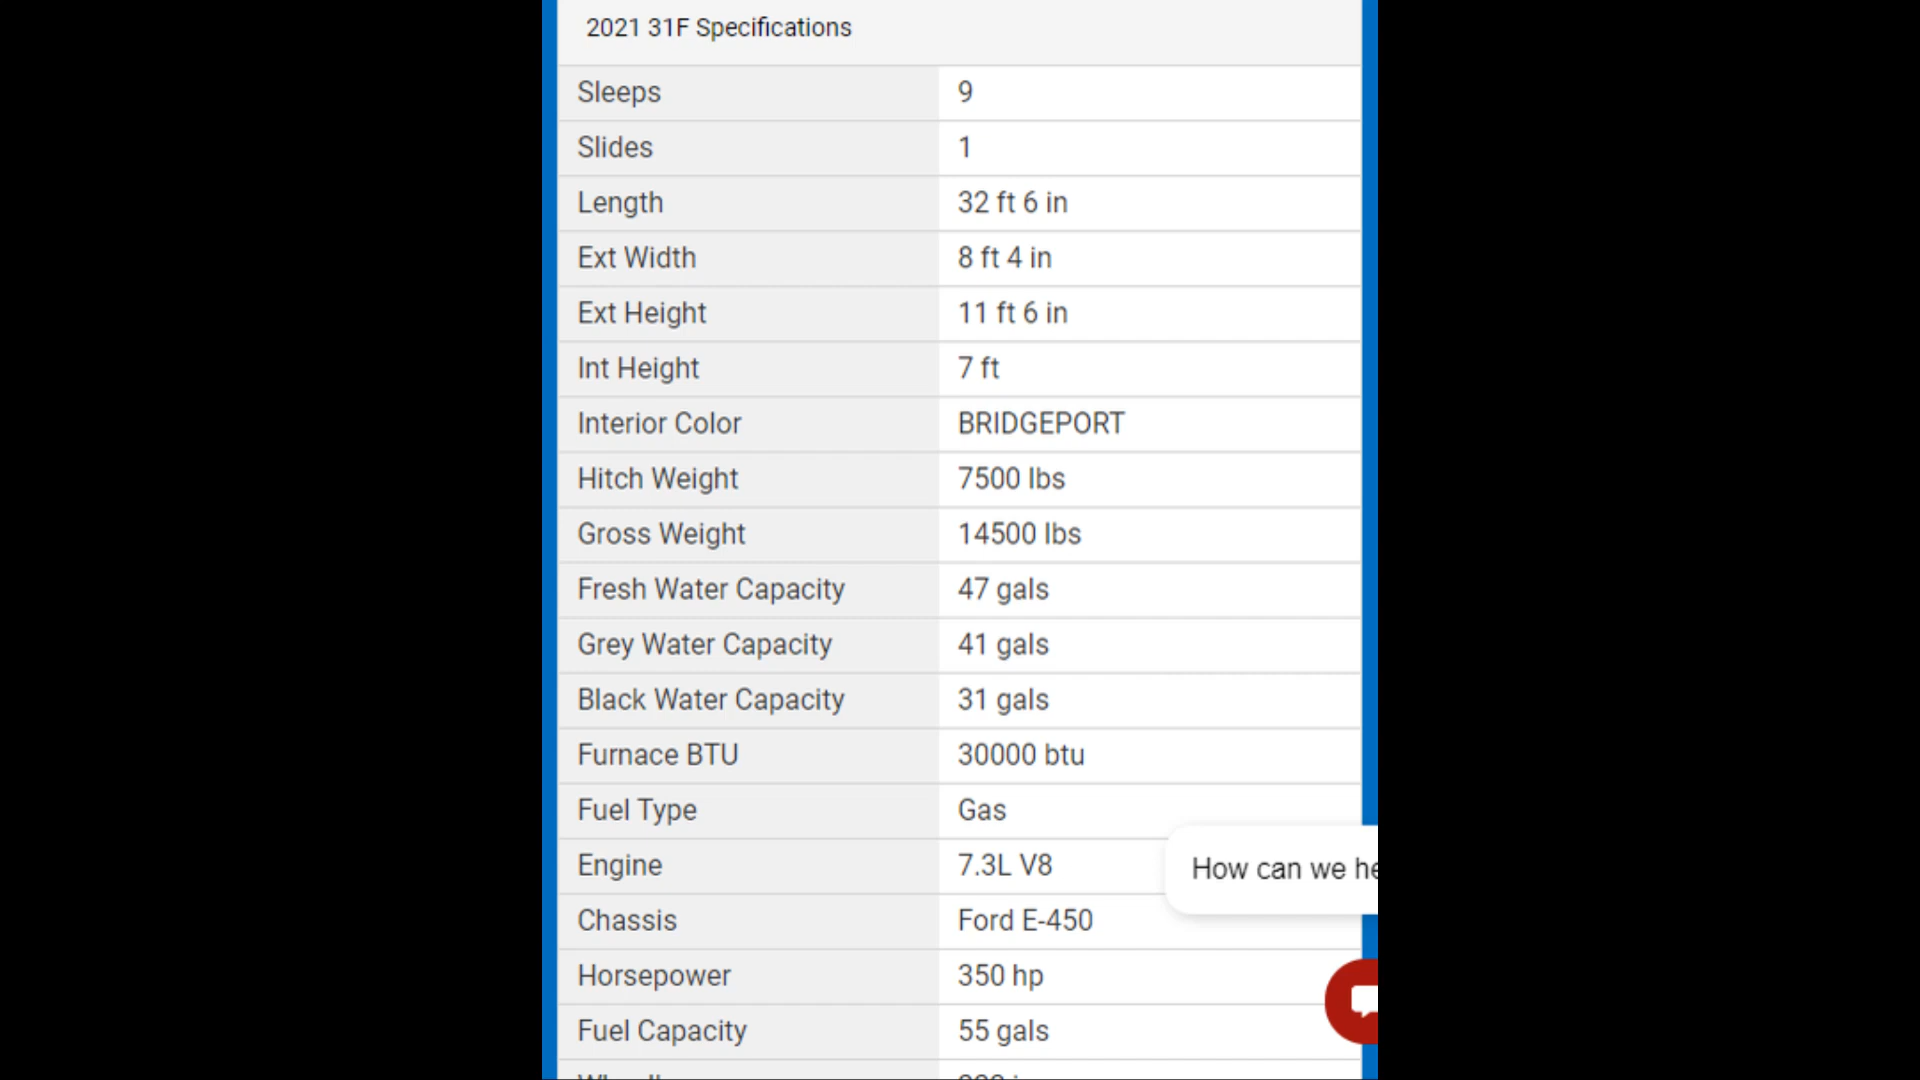 2021 31F Specifications
Sleeps 9
Slides 1
Length 32 ft 6 in
Ext Width 8 ft 4 in
Ext Height 11 ft 6 in
Int Height 7 ft
Interior Color BRIDGEPORT
Hitch Weight 7500 lbs
Gross Weight 14500 lbs
Fresh Water Capacity 47 gals
Grey Water Capacity 41 gals
Black Water Capacity 31 gals
Furnace BTU 30000 btu
Fuel Type Gas
Engine 7.3L V8
How can we he
Chassis Ford E-450
Horsepower 350 hp
Fuel Capacity 55 gals